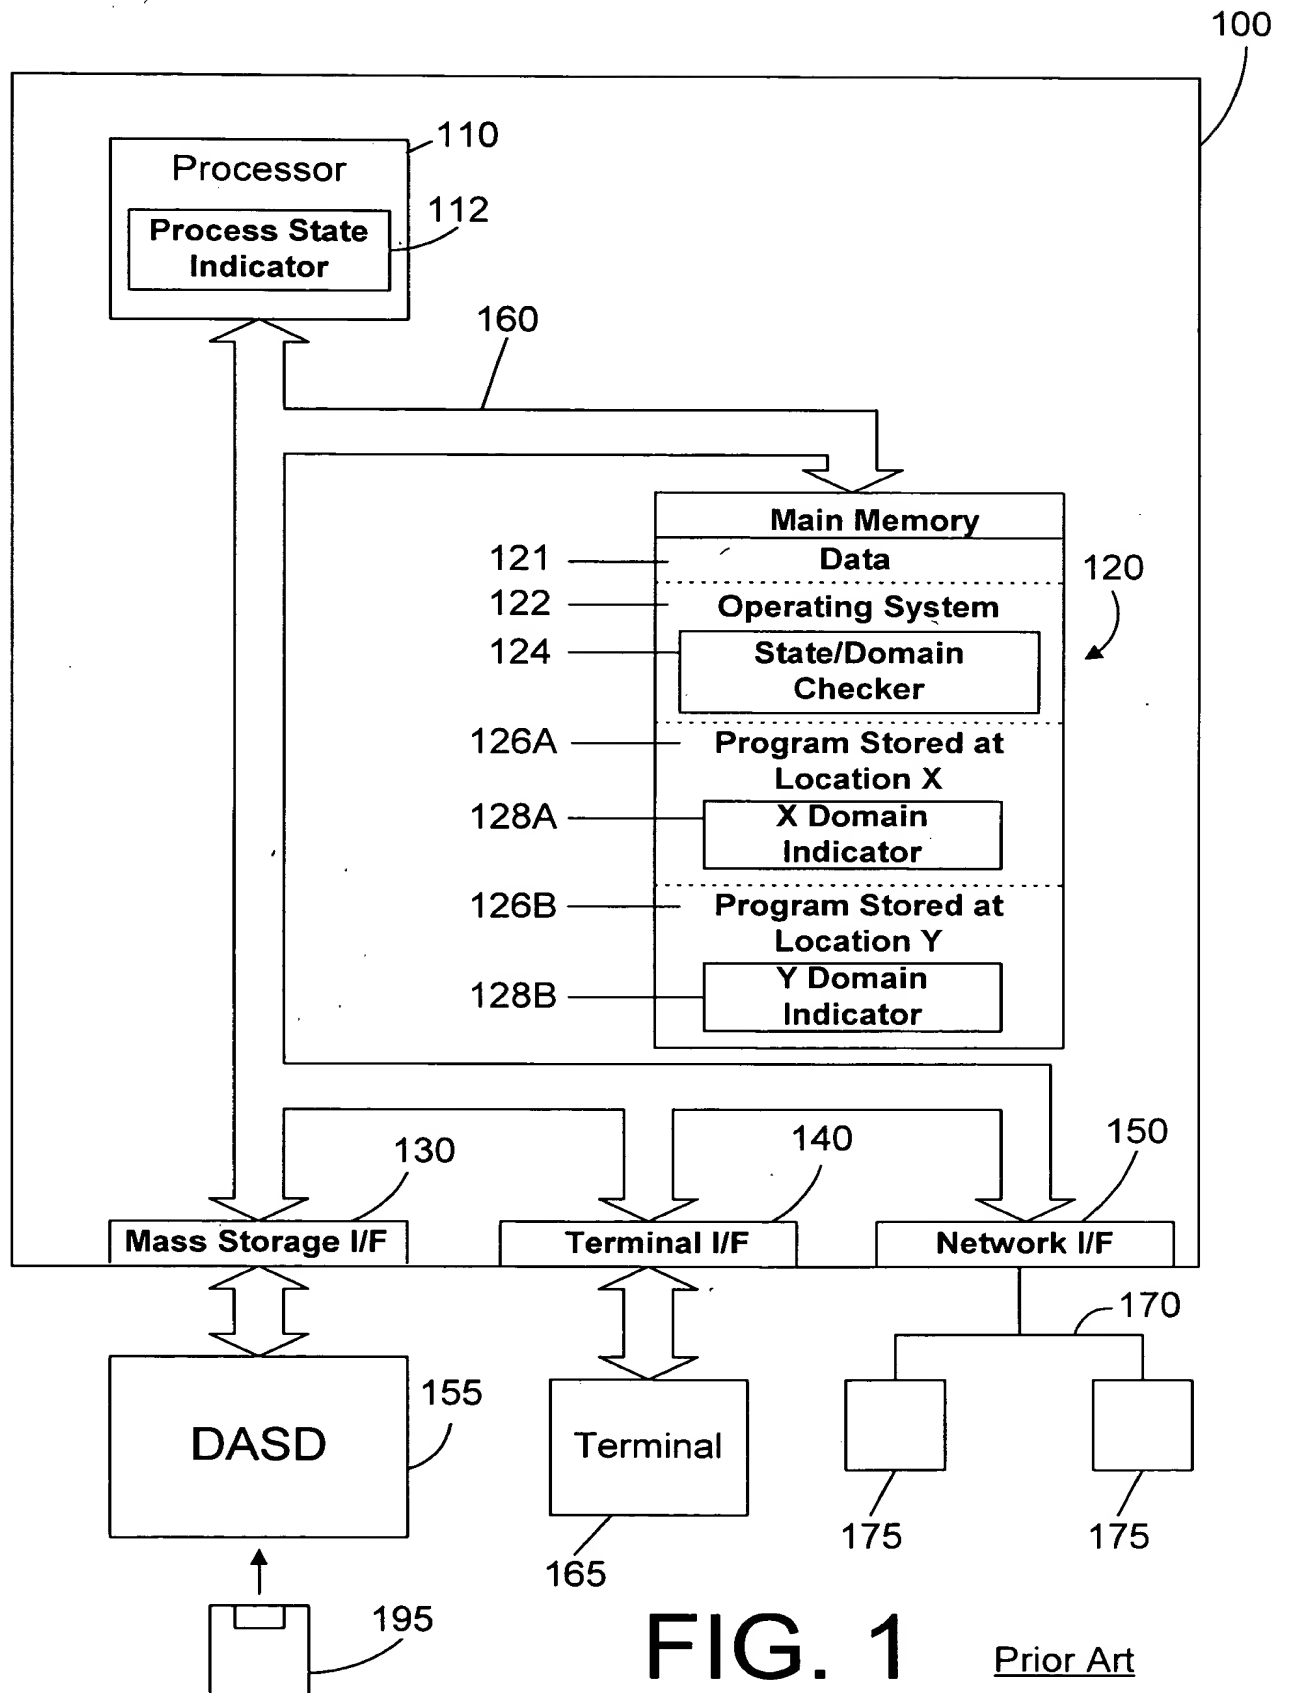 100
110
Processor
112
Process State
Indicator
160
Main Memory
121
Data
120
122
Operating System
124
State/Domain
Checker
126A
Program Stored at
Location X
128A
X Domain
Indicator
126B
Program Stored at
Location Y
128B
Y Domain
Indicator
130
140
150
Mass Storage I/F
Terminal I/F
Network I/F
170
155
DASD
Terminal
175
175
165
195
FIG. 1
Prior Art